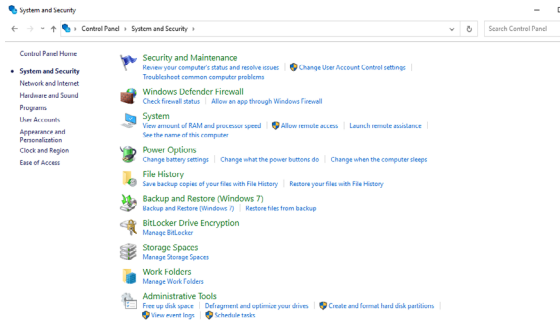 System and Security
Control Panel > System and Security >
Search Control Panel
Control Panel Home
System and Security
Network and Internet
Hardware and Sound
Programs
User Accounts
Appearance and
Personalization
Clock and Region
Ease of Access
Security and Maintenance
Review your computer's status and resolve issues | Change User Account Control settings
Troubleshoot common computer problems
Windows Defender Firewall
Check firewall status | Allow an app through Windows Firewall
System
View amount of RAM and processor speed | Allow remote access | Launch remote assistance
See the name of this computer
Power Options
Change battery settings | Change what the power buttons do | Change when the computer sleeps
File History
Save backup copies of your files with File History | Restore your files with File History
Backup and Restore (Windows 7)
Backup and Restore (Windows 7) | Restore files from backup
BitLocker Drive Encryption
Manage BitLocker
Storage Spaces
Manage Storage Spaces
Work Folders
Manage Work Folders
Administrative Tools
Free up disk space | Defragment and optimize your drives | Create and format hard disk partitions
View event logs | Schedule tasks